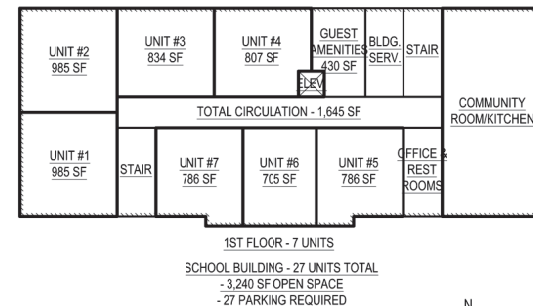 UNIT #2
985 SF
UNIT #3
834 SF
UNIT #4
807 SF
GUEST
AMENITIES
430 SF
BLDG.
SERV.
STAIR
ELEV.
TOTAL CIRCULATION - 1,645 SF
COMMUNITY
ROOM/KITCHEN
UNIT #1
985 SF
STAIR
UNIT #7
786 SF
UNIT #6
705 SF
UNIT #5
786 SF
OFFICE &
REST
ROOMS
1ST FLOOR - 7 UNITS
SCHOOL BUILDING - 27 UNITS TOTAL
- 3,240 SF OPEN SPACE
- 27 PARKING REQUIRED
N